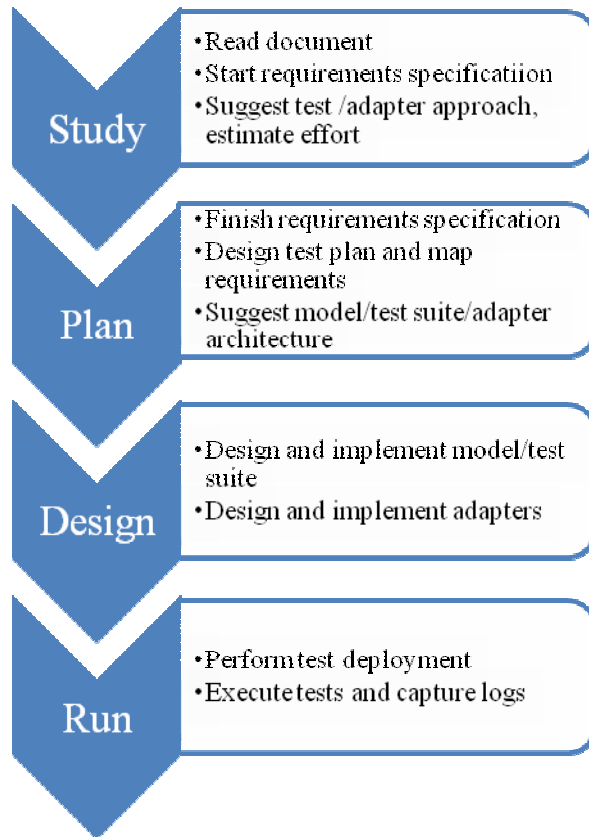 Study
•Read document
•Start requirements specificatiion
•Suggest test /adapter approach,
estimate effort
Plan
•Finish requirements specification
•Design test plan and map
requirements
•Suggest model/test suite/adapter
architecture
Design
•Design and implement model/test
suite
•Design and implement adapters
Run
•Perform test deployment
•Execute tests and capture logs